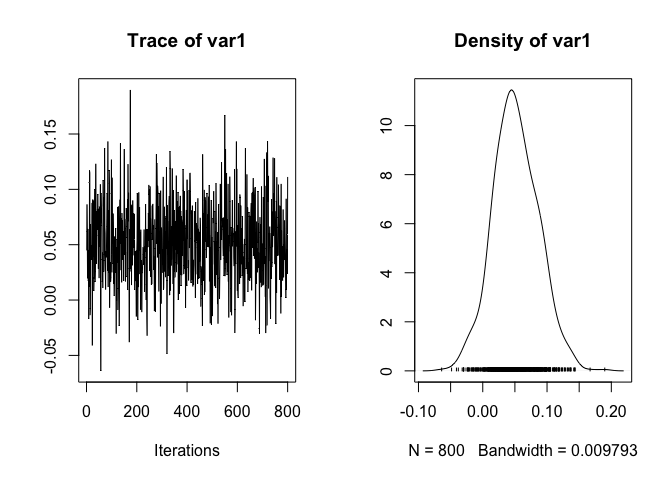 Trace of var1
0.15
0.10
0.05
0.00
-0.05
0 200 400 600 800
Iterations
Density of var1
10
8
6
4
2
0
-0.10 0.00 0.10 0.20
N = 800 Bandwidth = 0.009793